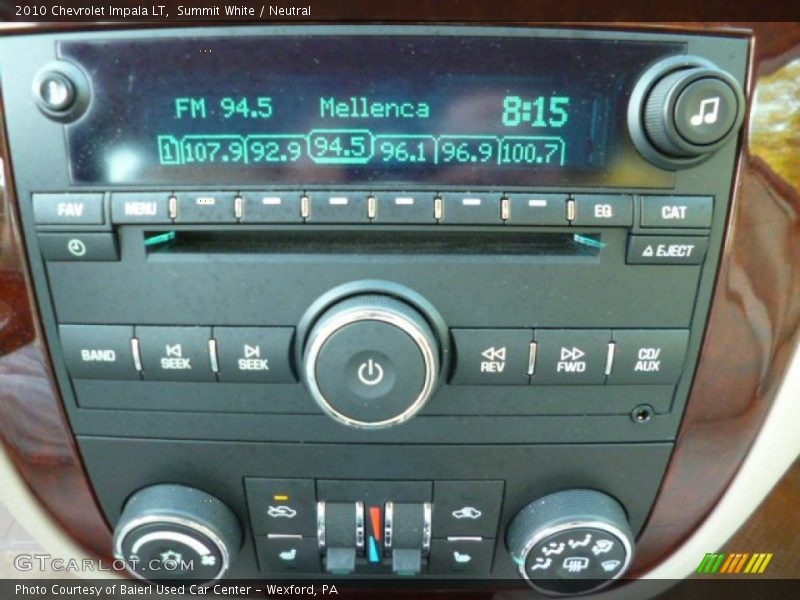 2010 Chevrolet Impala LT, Summit White / Neutral
FM 94.5 Mellenca 8:15
1 107.9 92.9 94.5 96.1 96.9 100.7
FAV MENU EQ CAT
EJECT
BAND SEEK SEEK REV FWD CD/AUX
GTCARLOT.COM
Photo Courtesy of Baierl Used Car Center - Wexford, PA